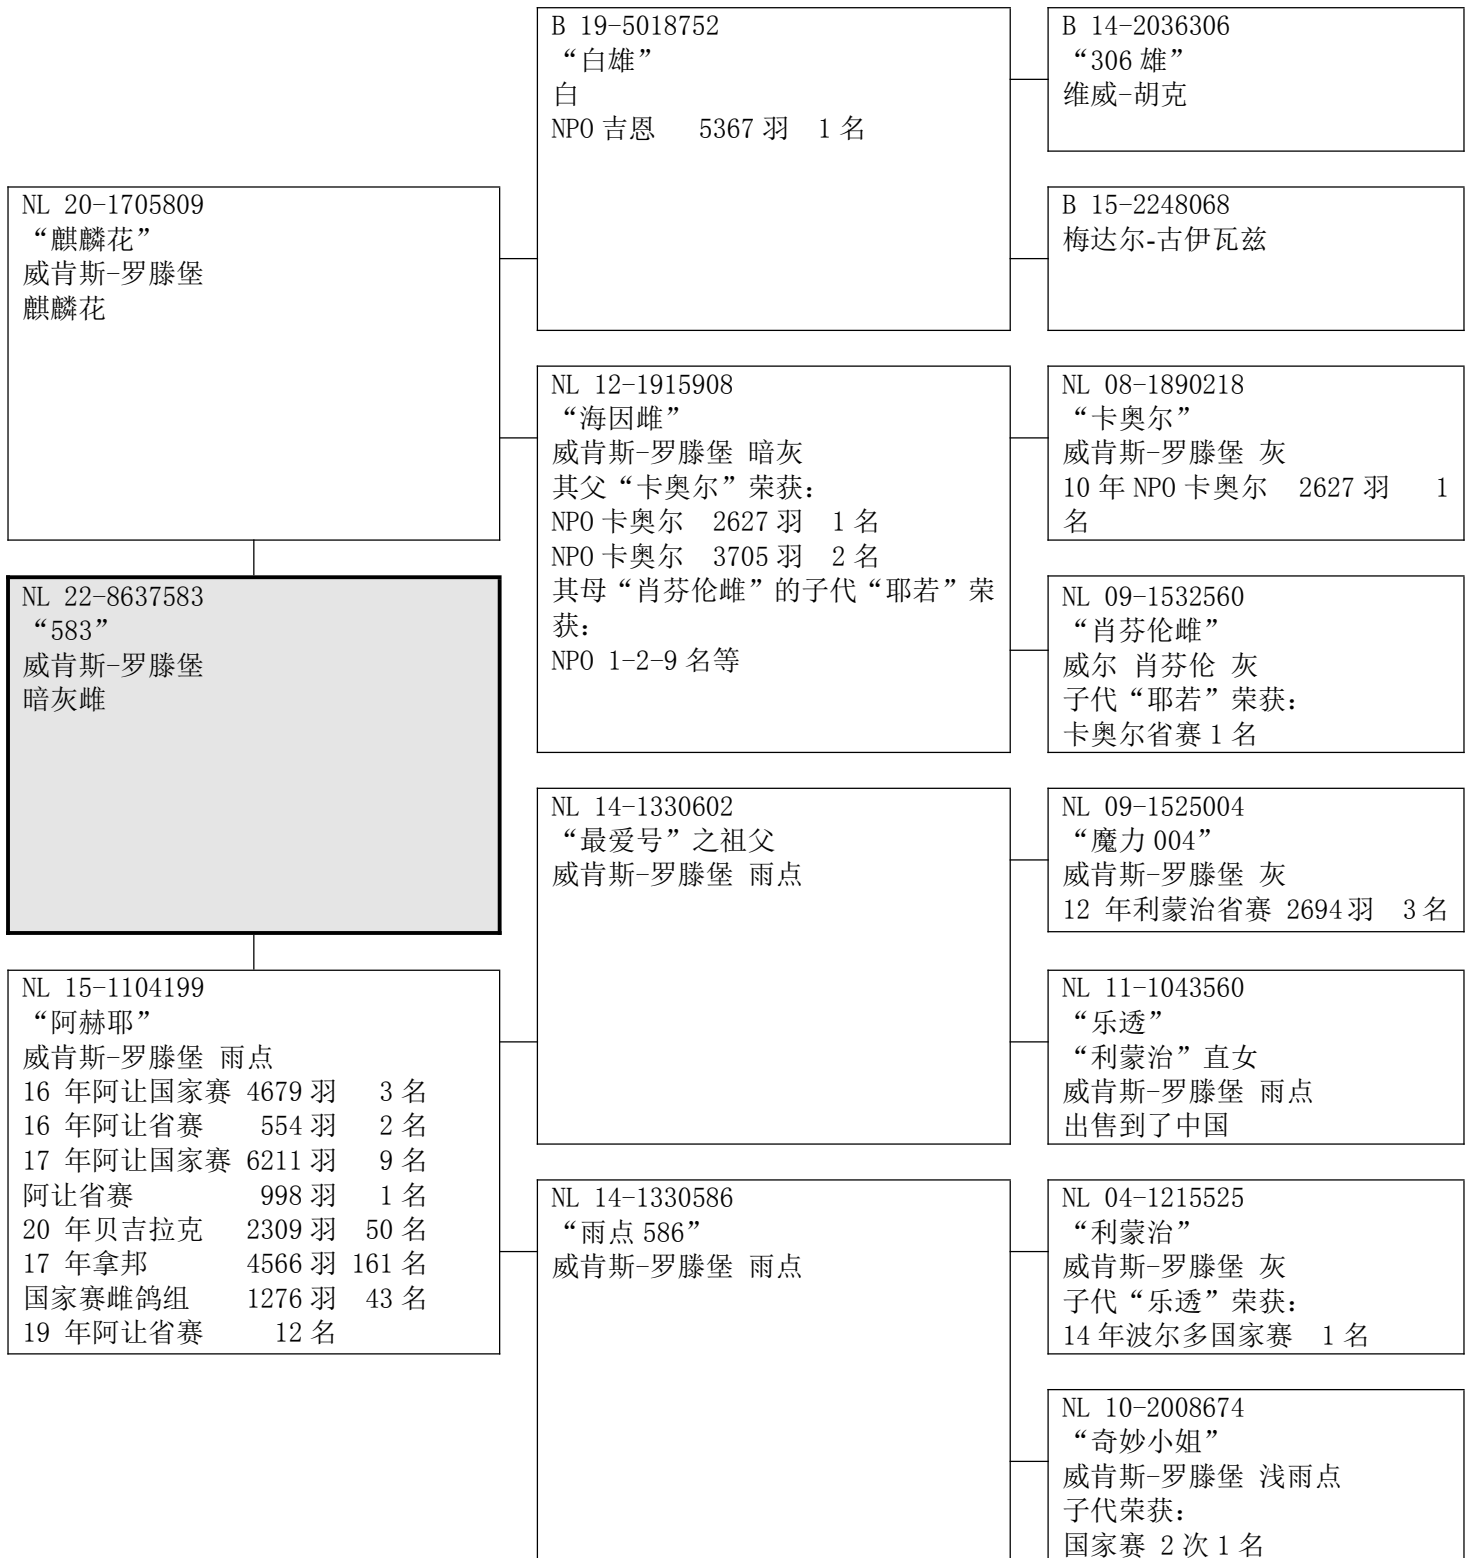 B 19-5018752
“白雄”
白
NPO 吉恩 5367 羽 1 名
B 14-2036306
“306 雄”
维威-胡克
NL 20-1705809
“麒麟花”
威肯斯-罗滕堡
麒麟花
B 15-2248068
梅达尔-古伊瓦兹
NL 12-1915908
“海因雌”
威肯斯-罗滕堡 暗灰
其父“卡奥尔”荣获：
NPO 卡奥尔 2627 羽 1 名
NPO 卡奥尔 3705 羽 2 名
其母“肖芬伦雌”的子代“耶若”荣
获：
NPO 1-2-9 名等
NL 08-1890218
“卡奥尔”
威肯斯-罗滕堡 灰
10 年 NPO 卡奥尔 2627 羽 1
名
NL 22-8637583
“583”
威肯斯-罗滕堡
暗灰雌
NL 09-1532560
“肖芬伦雌”
威尔 肖芬伦 灰
子代“耶若”荣获：
卡奥尔省赛 1 名
NL 14-1330602
“最爱号”之祖父
威肯斯-罗滕堡 雨点
NL 09-1525004
“魔力 004”
威肯斯-罗滕堡 灰
12 年利蒙治省赛 2694 羽 3 名
NL 15-1104199
“阿赫耶”
威肯斯-罗滕堡 雨点
16 年阿让国家赛 4679 羽 3 名
16 年阿让省赛 554 羽 2 名
17 年阿让国家赛 6211 羽 9 名
阿让省赛 998 羽 1 名
20 年贝吉拉克 2309 羽 50 名
17 年拿邦 4566 羽 161 名
国家赛雌鸽组 1276 羽 43 名
19 年阿让省赛 12 名
NL 11-1043560
“乐透”
“利蒙治”直女
威肯斯-罗滕堡 雨点
出售到了中国
NL 14-1330586
“雨点 586”
威肯斯-罗滕堡 雨点
NL 04-1215525
“利蒙治”
威肯斯-罗滕堡 灰
子代“乐透”荣获：
14 年波尔多国家赛 1 名
NL 10-2008674
“奇妙小姐”
威肯斯-罗滕堡 浅雨点
子代荣获：
国家赛 2 次 1 名